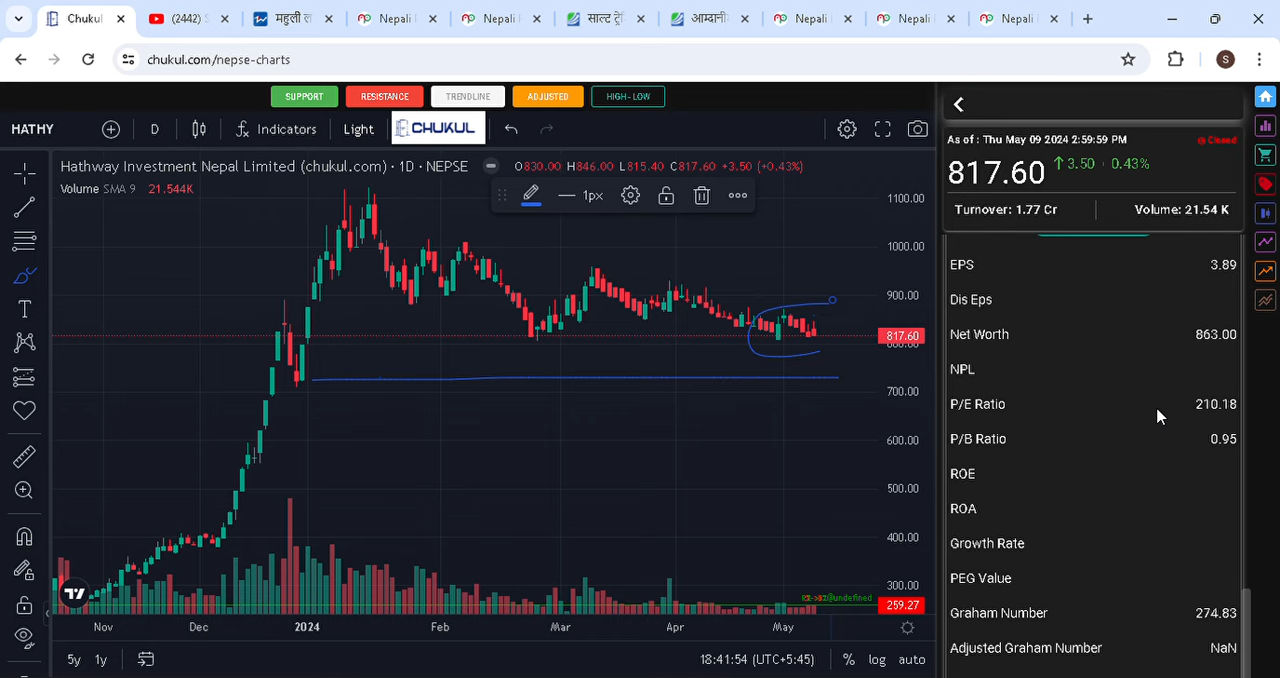 Chukul
(2442) S
महुली ल
Nepali
Nepali
साल्ट ट्रे
आम्दानी
Nepali
Nepali
Nepali
chukul.com/nepse-charts
S
SUPPORT
RESISTANCE
TRENDLINE
ADJUSTED
HIGH-LOW
HATHY
D
Indicators
Light
CHUKUL
Hathway Investment Nepal Limited (chukul.com) · 1D · NEPSE
O830.00 H846.00 L815.40 C817.60 +3.50 (+0.43%)
Volume SMA 9 21.544K
1px
1100.00
1000.00
900.00
817.60
800.00
700.00
600.00
500.00
400.00
300.00
259.27
@undefined
Nov
Dec
2024
Feb
Mar
Apr
May
5y
1y
18:41:54 (UTC+5:45)
%
log
auto
As of : Thu May 09 2024 2:59:59 PM
Closed
817.60 3.50 0.43%
Turnover: 1.77 Cr
Volume: 21.54 K
EPS 3.89
Dis Eps
Net Worth 863.00
NPL
P/E Ratio 210.18
P/B Ratio 0.95
ROE
ROA
Growth Rate
PEG Value
Graham Number 274.83
Adjusted Graham Number NaN